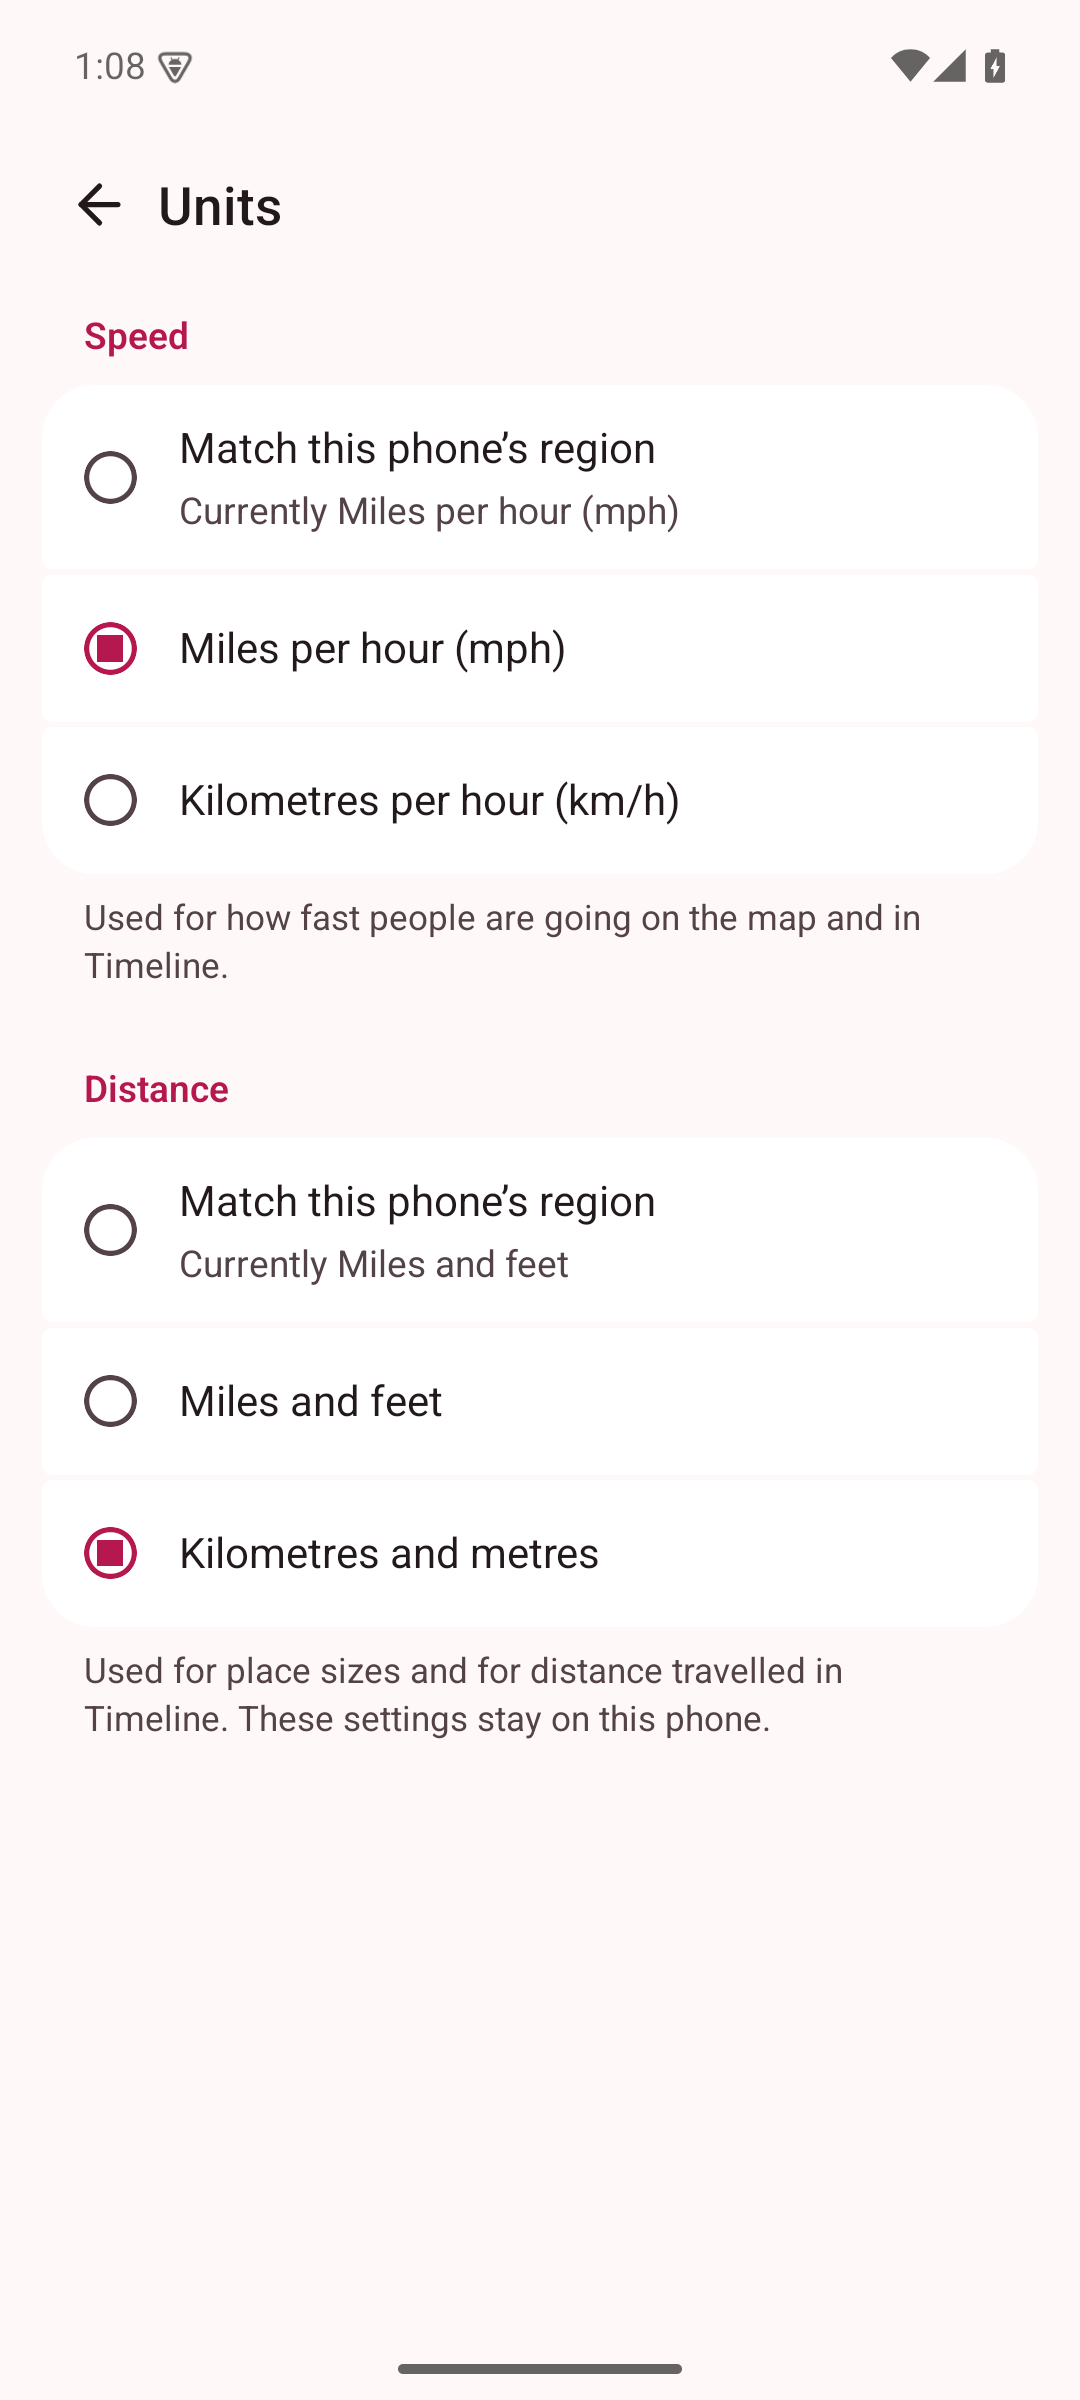 1:08
Units
Speed
Match this phone’s region
Currently Miles per hour (mph)
Miles per hour (mph)
Kilometres per hour (km/h)
Used for how fast people are going on the map and in
Timeline.
Distance
Match this phone’s region
Currently Miles and feet
Miles and feet
Kilometres and metres
Used for place sizes and for distance travelled in
Timeline. These settings stay on this phone.